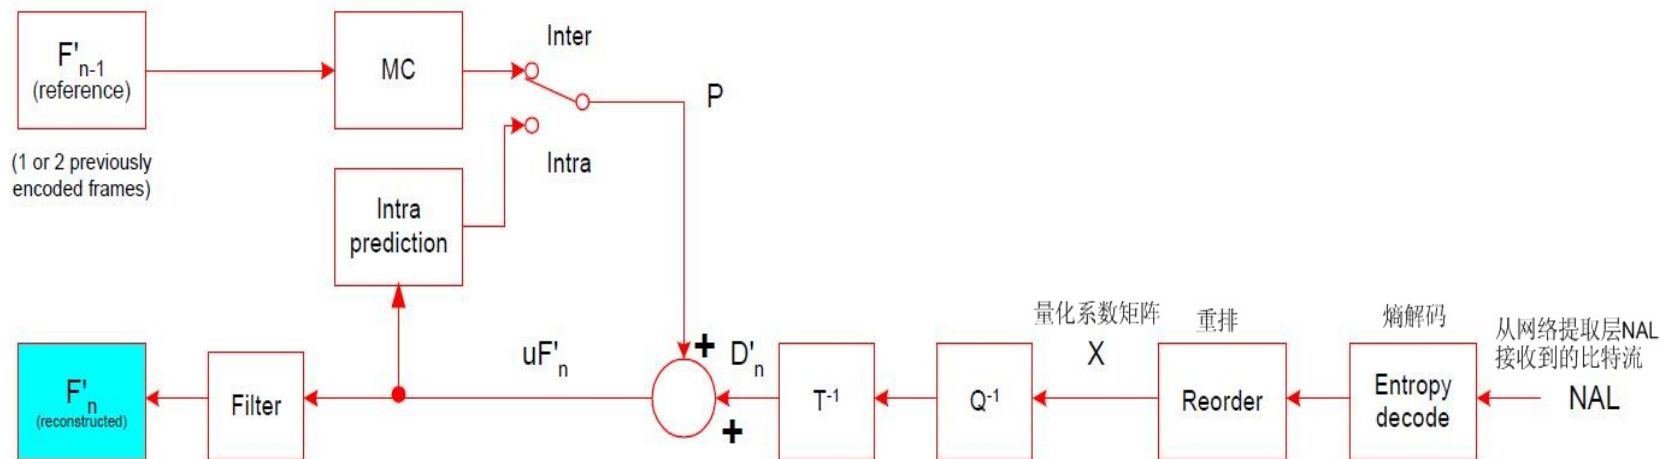 F'n-1
(reference)
(1 or 2 previously
encoded frames)
MC
Inter
P
Intra
Intra
prediction
F'n
(reconstructed)
Filter
uF'n
+
D'n
+
T-1
Q-1
量化系数矩阵
X
重排
Reorder
熵解码
Entropy
decode
从网络提取层NAL
接收到的比特流
NAL